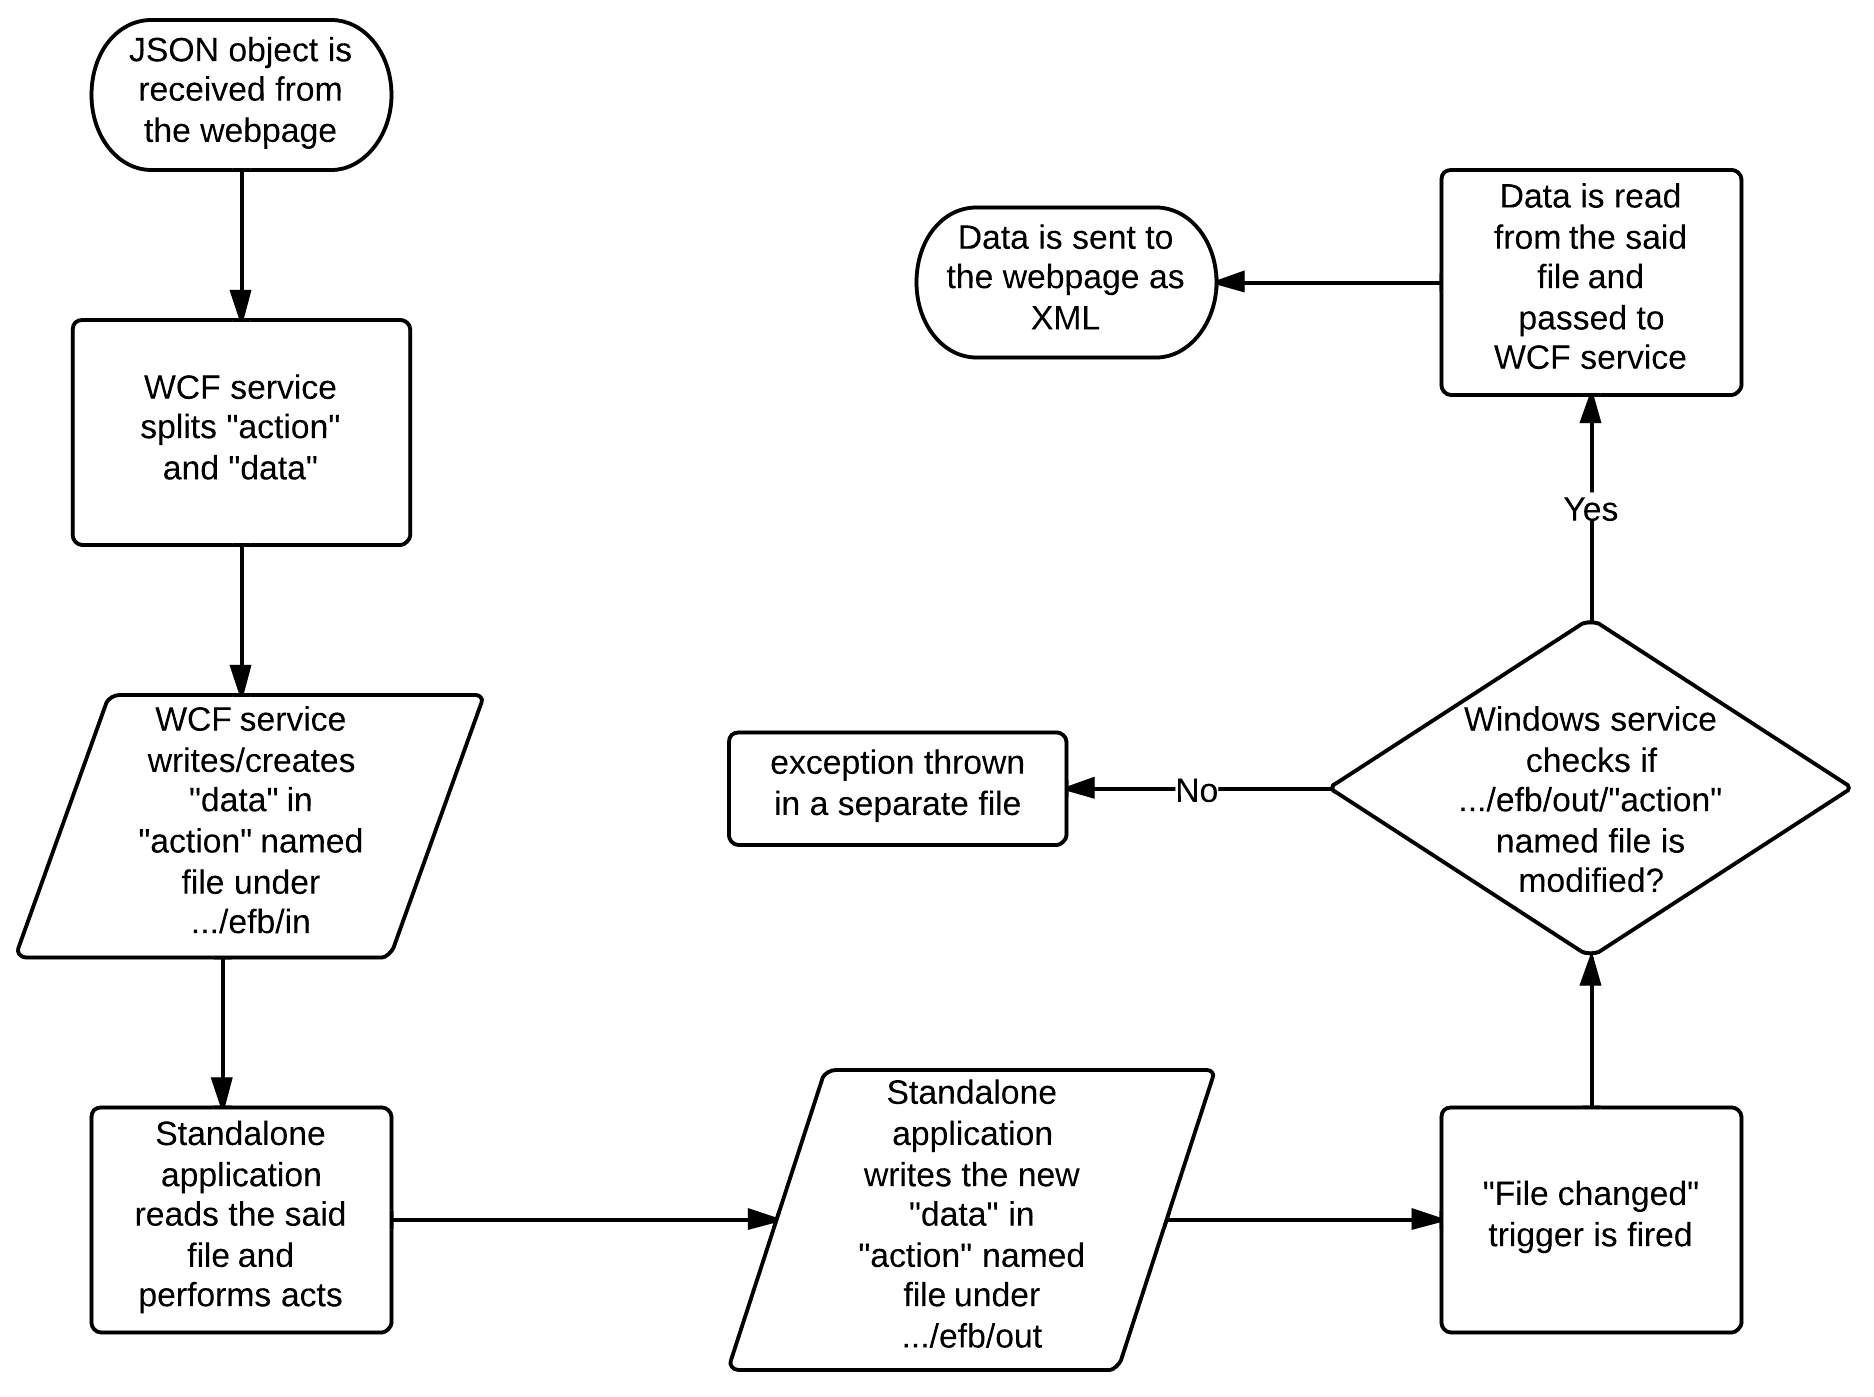 JSON object is
received from
the webpage
WCF service
splits "action"
and "data"
WCF service
writes/creates
"data" in
"action" named
file under
.../efb/in
Standalone
application
reads the said
file and
performs acts
Standalone
application
writes the new
"data" in
"action" named
file under
.../efb/out
"File changed"
trigger is fired
Windows service
checks if
.../efb/out/"action"
named file is
modified?
No
exception thrown
in a separate file
Yes
Data is read
from the said
file and
passed to
WCF service
Data is sent to
the webpage as
XML